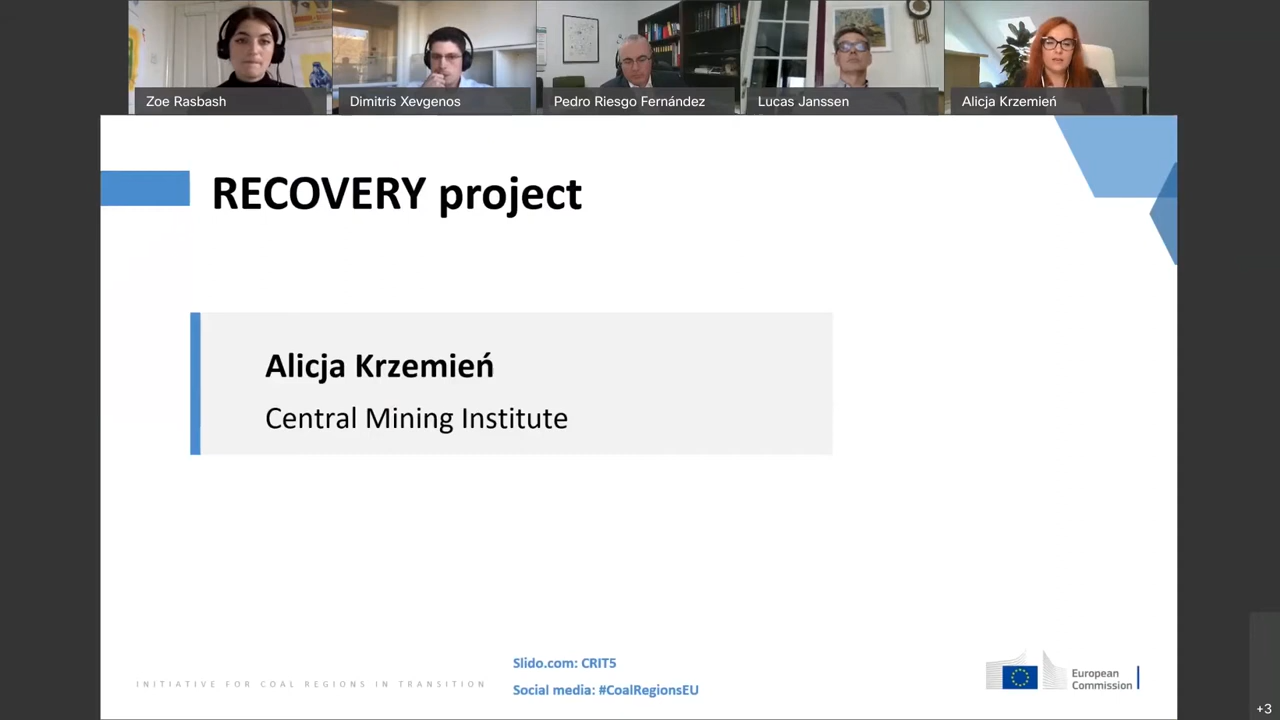 Zoe Rasbash
Dimitris Xevgenos
Pedro Riesgo Fernández
Lucas Janssen
Alicja Krzemień
RECOVERY project
Alicja Krzemień
Central Mining Institute
Slido.com: CRIT5
INITIATIVE FOR COAL REGIONS IN TRANSITION
Social media: #CoalRegionsEU
European
Commission
+3